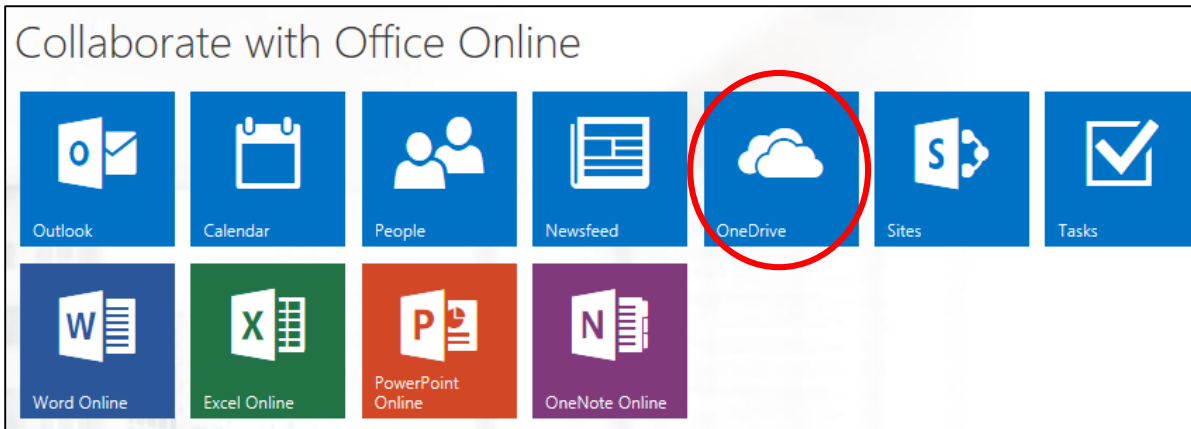 Collaborate with Office Online
O
S
Outlook
Calendar
People
Newsfeed
OneDrive
Sites
Tasks
W
X
P
N
Word Online
Excel Online
PowerPoint
Online
OneNote Online